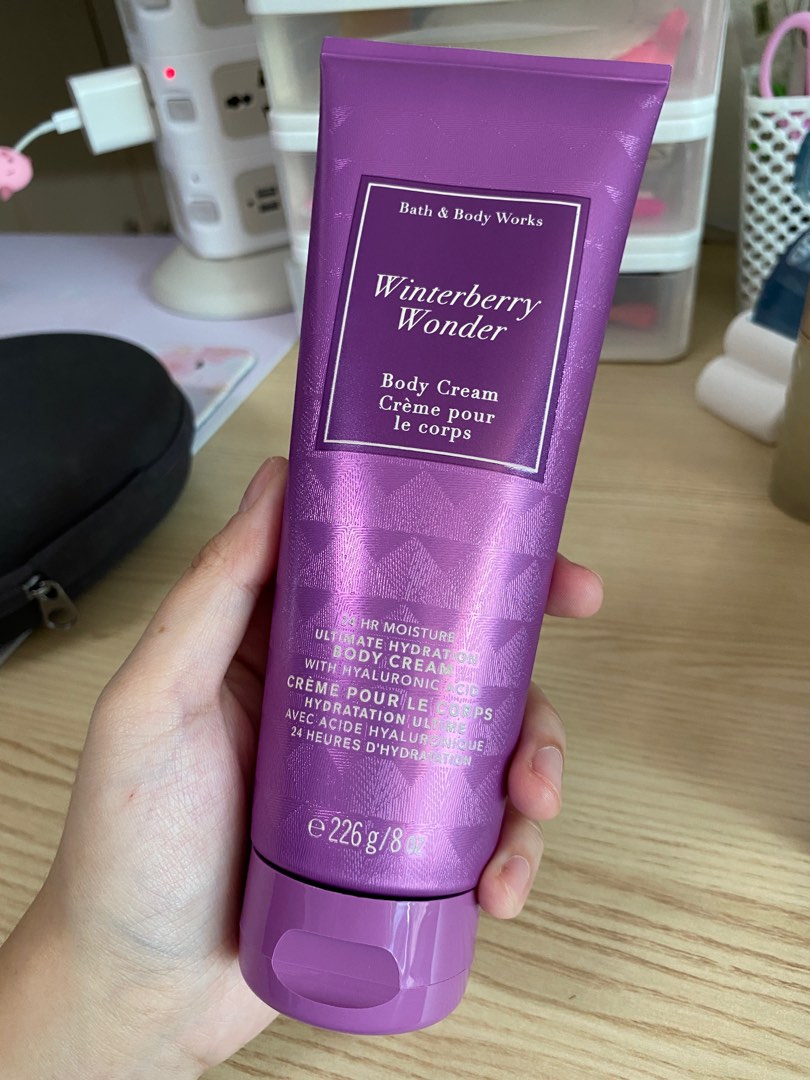 Bath & Body Works
Winterberry
Wonder
Body Cream
Crème pour
le corps
24 HR MOISTURE
ULTIMATE HYDRATION
BODY CREAM
WITH HYALURONIC ACID
CRÈME POUR LE CORPS
HYDRATATION ULTIME
AVEC ACIDE HYALURONIQUE
24 HEURES D'HYDRATATION
℮ 226 g/8 oz